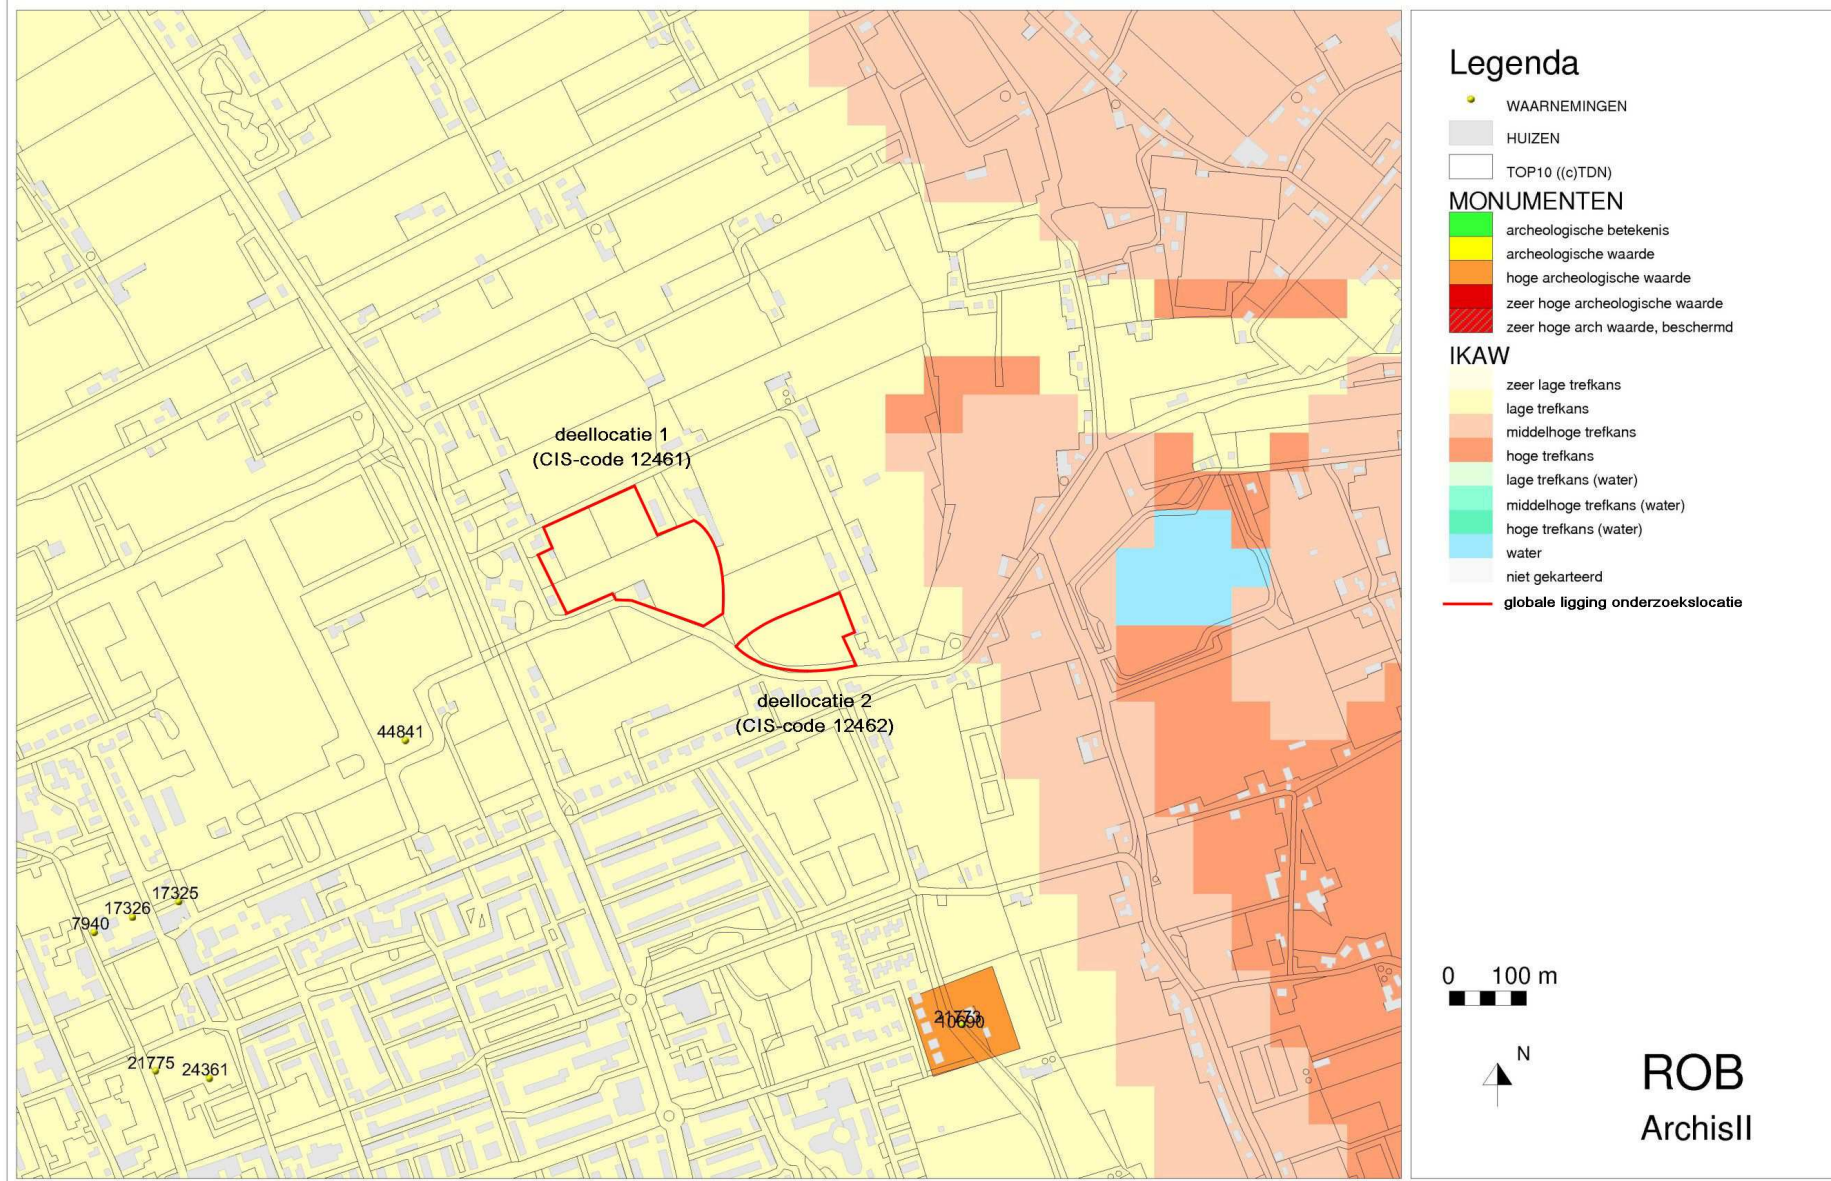 deellocatie 1
(CIS-code 12461)
deellocatie 2
(CIS-code 12462)
44841
17325
17326
7940
21775
24361
21773
10690
Legenda
WAARNEMINGEN
HUIZEN
TOP10 ((c)TDN)
MONUMENTEN
archeologische betekenis
archeologische waarde
hoge archeologische waarde
zeer hoge archeologische waarde
zeer hoge arch waarde, beschermd
IKAW
zeer lage trefkans
lage trefkans
middelhoge trefkans
hoge trefkans
lage trefkans (water)
middelhoge trefkans (water)
hoge trefkans (water)
water
niet gekarteerd
globale ligging onderzoekslocatie
0 100 m
N
ROB
ArchisII